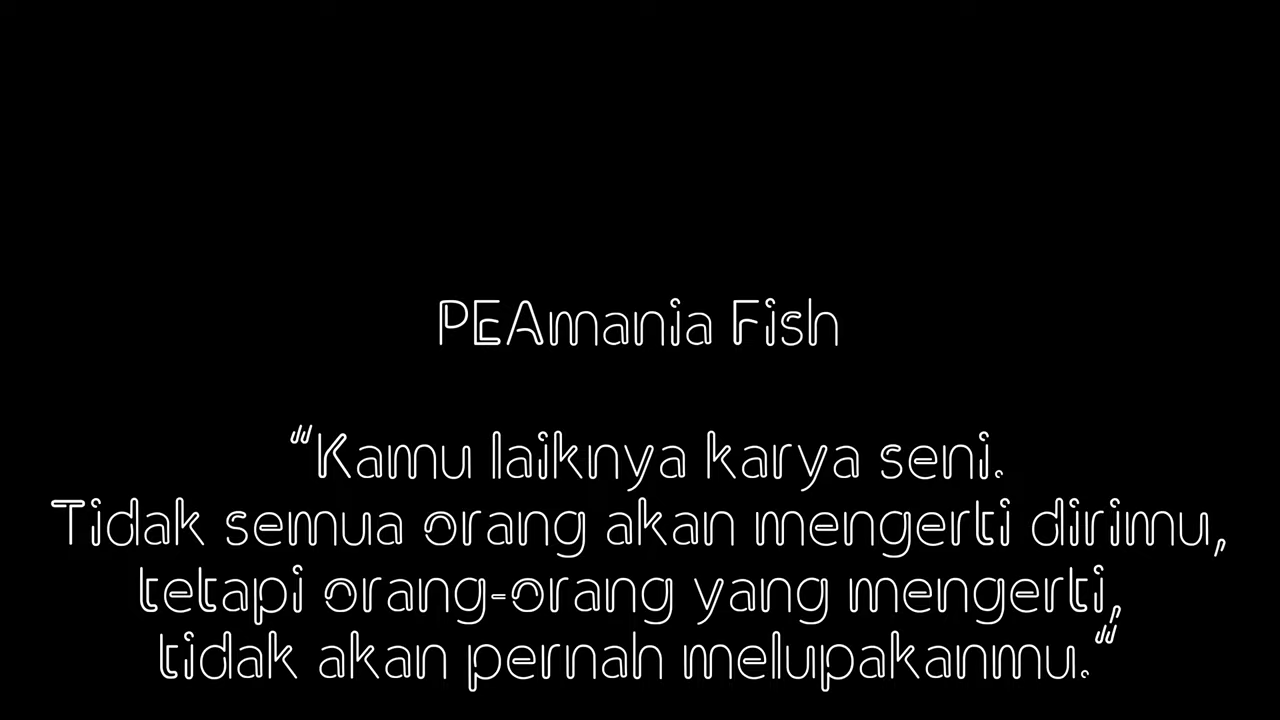 PEAmania Fish
“Kamu laiknya karya seni.
Tidak semua orang akan mengerti dirimu,
tetapi orang-orang yang mengerti,
tidak akan pernah melupakanmu.”